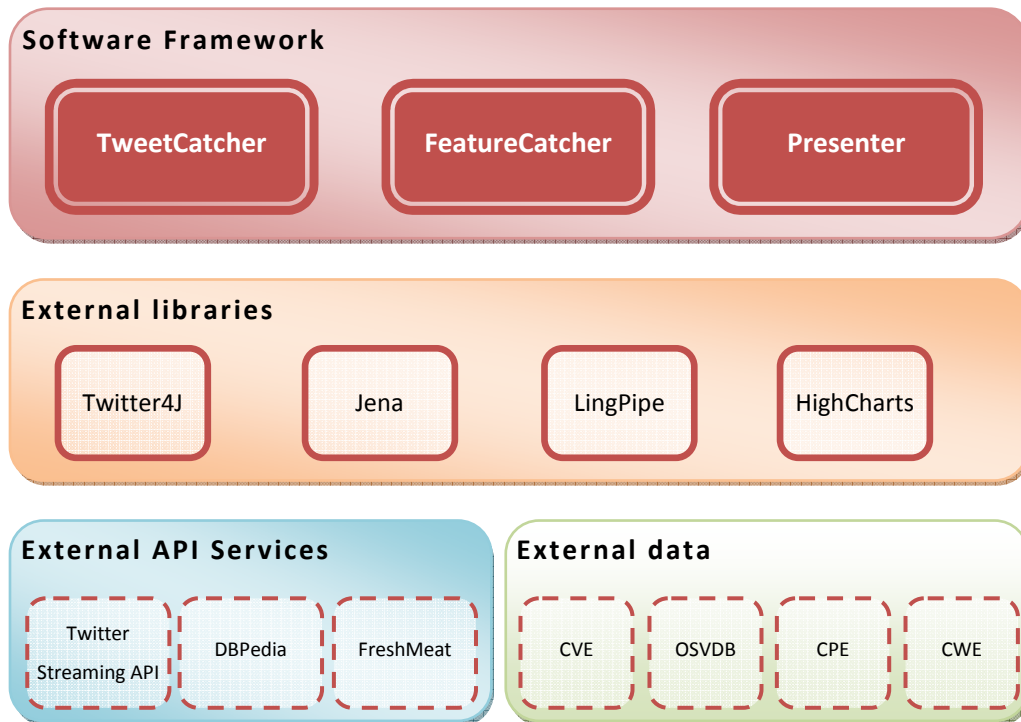 Software Framework
TweetCatcher
FeatureCatcher
Presenter
External libraries
Twitter4J
Jena
LingPipe
HighCharts
External API Services
Twitter
Streaming API
DBPedia
FreshMeat
External data
CVE
OSVDB
CPE
CWE